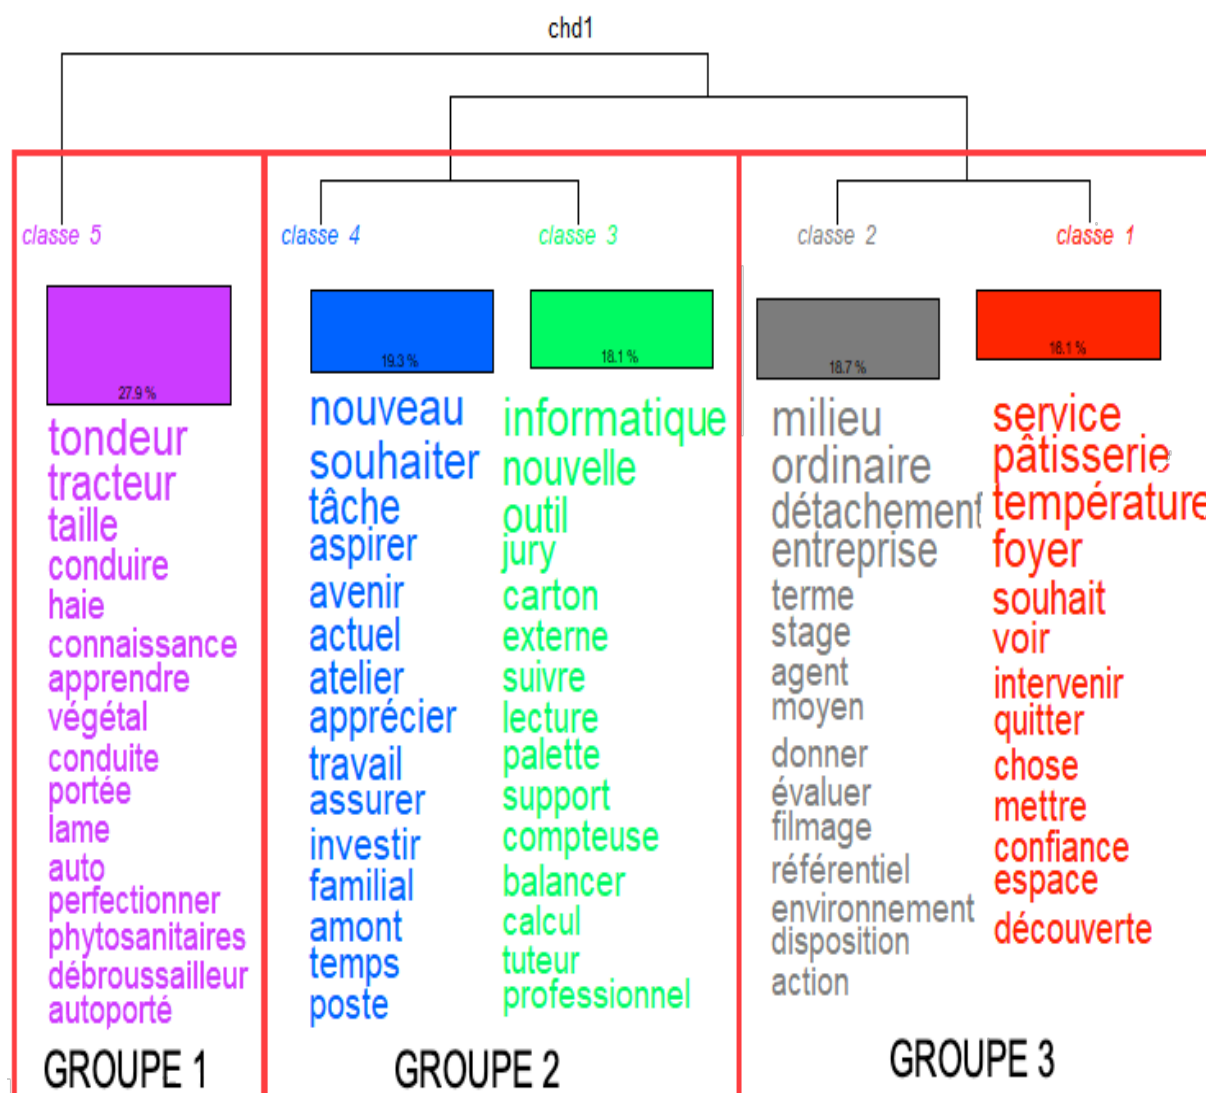 chd1
classe 5
27.9 %
tondeur
tracteur
taille
conduire
haie
connaissance
apprendre
végétal
conduite
portée
lame
auto
perfectionner
phytosanitaires
débroussailleur
autoporté
GROUPE 1
classe 4
19.3 %
nouveau
souhaiter
tâche
aspirer
avenir
actuel
atelier
apprécier
travail
assurer
investir
familial
amont
temps
poste
classe 3
18.1 %
informatique
nouvelle
outil
jury
carton
externe
suivre
lecture
palette
support
compteuse
balancer
calcul
tuteur
professionnel
GROUPE 2
classe 2
18.7 %
milieu
ordinaire
détachement
entreprise
terme
stage
agent
moyen
donner
évaluer
filmage
référentiel
environnement
disposition
action
classe 1
16.1 %
service
pâtisserie
température
foyer
souhait
voir
intervenir
quitter
chose
mettre
confiance
espace
découverte
GROUPE 3